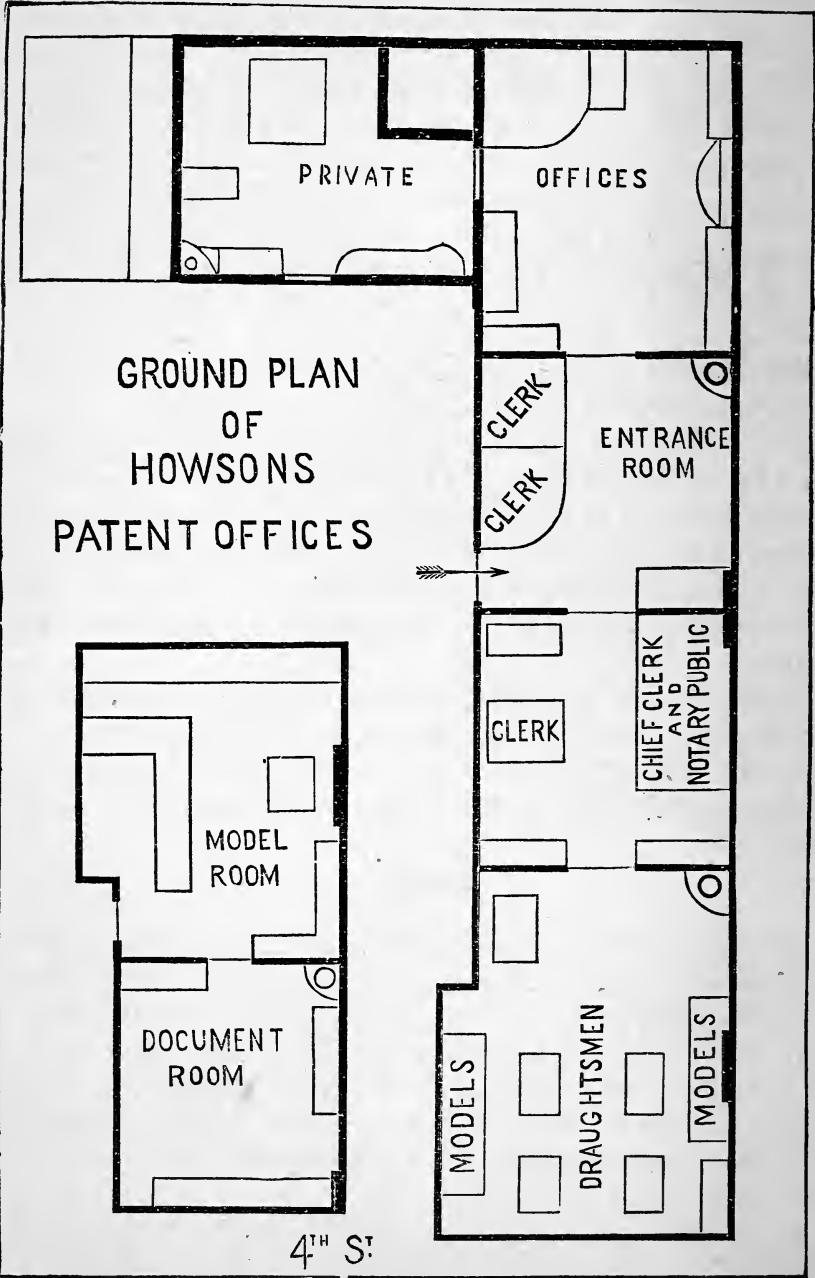 PRIVATE OFFICES
GROUND PLAN
OF
HOWSONS
PATENT OFFICES
CLERK
CLERK
ENTRANCE
ROOM
CLERK
CHIEF CLERK
AND
NOTARY PUBLIC
MODEL
ROOM
DOCUMENT
ROOM
MODELS
DRAUGHTSMEN
MODELS
4TH ST.